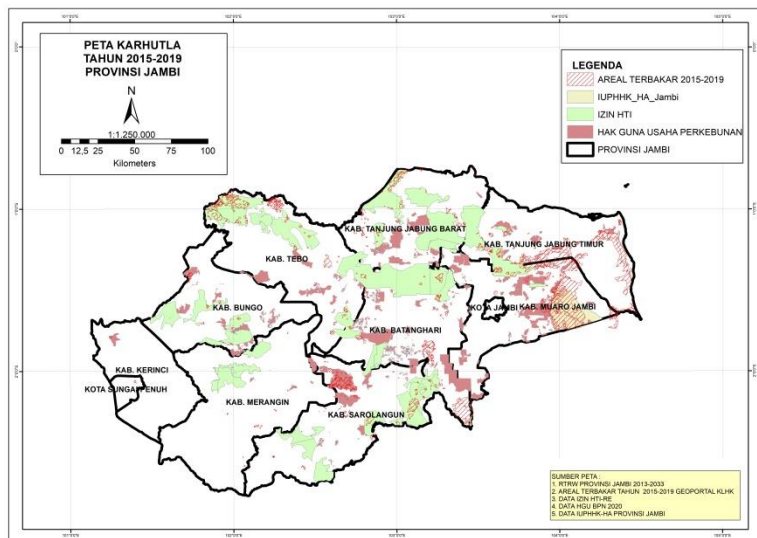 PETA KARHUTLA
TAHUN 2015-2019
PROVINSI JAMBI
N
1:1.250.000
0 12,5 25 50 75 100
Kilometers
LEGENDA
AREAL TERBAKAR 2015-2019
IUPHHK_HA_Jambi
IZIN HTI
HAK GUNA USAHA PERKEBUNAN
PROVINSI JAMBI
KAB. TANJUNG JABUNG BARAT
KAB. TANJUNG JABUNG TIMUR
KAB. TEBO
KAB. BUNGO
KOTA JAMBI
KAB. MUARO JAMBI
KAB. BATANGHARI
KAB. KERINCI
KOTA SUNGAI PENUH
KAB. MERANGIN
KAB. SAROLANGUN
SUMBER PETA :
1. RTRW PROVINSI JAMBI 2013-2033
2. AREAL TERBAKAR TAHUN 2015-2019 GEOPORTAL KLHK
3. DATA IZIN HTI-RE
4. DATA HGU BPN 2020
5. DATA IUPHHK-HA PROVINSI JAMBI